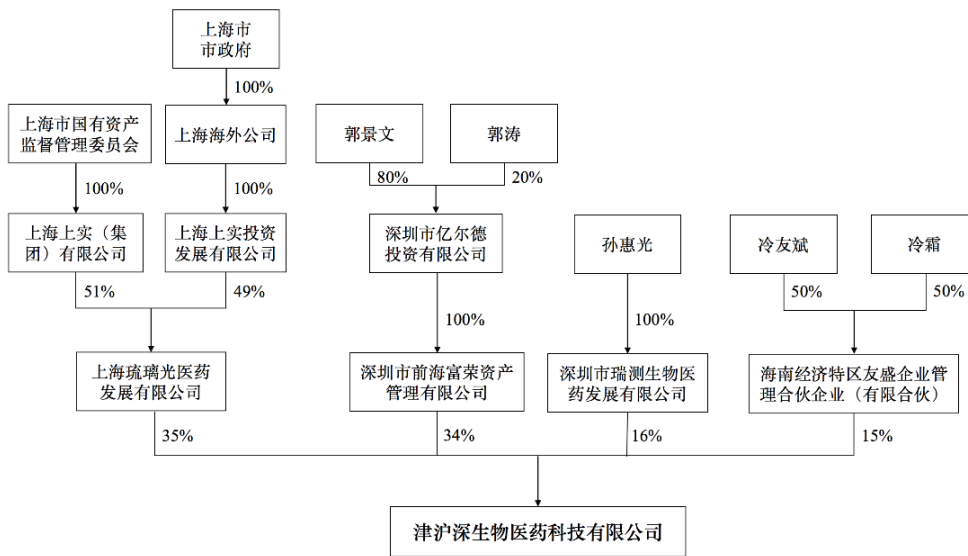 上海市
市政府
100%
上海市国有资产
监督管理委员会
上海海外公司
郭景文
郭涛
80%
20%
100%
100%
上海上实（集
团）有限公司
上海上实投资
发展有限公司
深圳市亿尔德
投资有限公司
孙惠光
冷友斌
冷霜
51%
49%
50%
50%
100%
100%
上海琉璃光医药
发展有限公司
深圳市前海富荣资产
管理有限公司
深圳市瑞测生物医
药发展有限公司
海南经济特区友盛企业管
理合伙企业（有限合伙）
35%
34%
16%
15%
津沪深生物医药科技有限公司